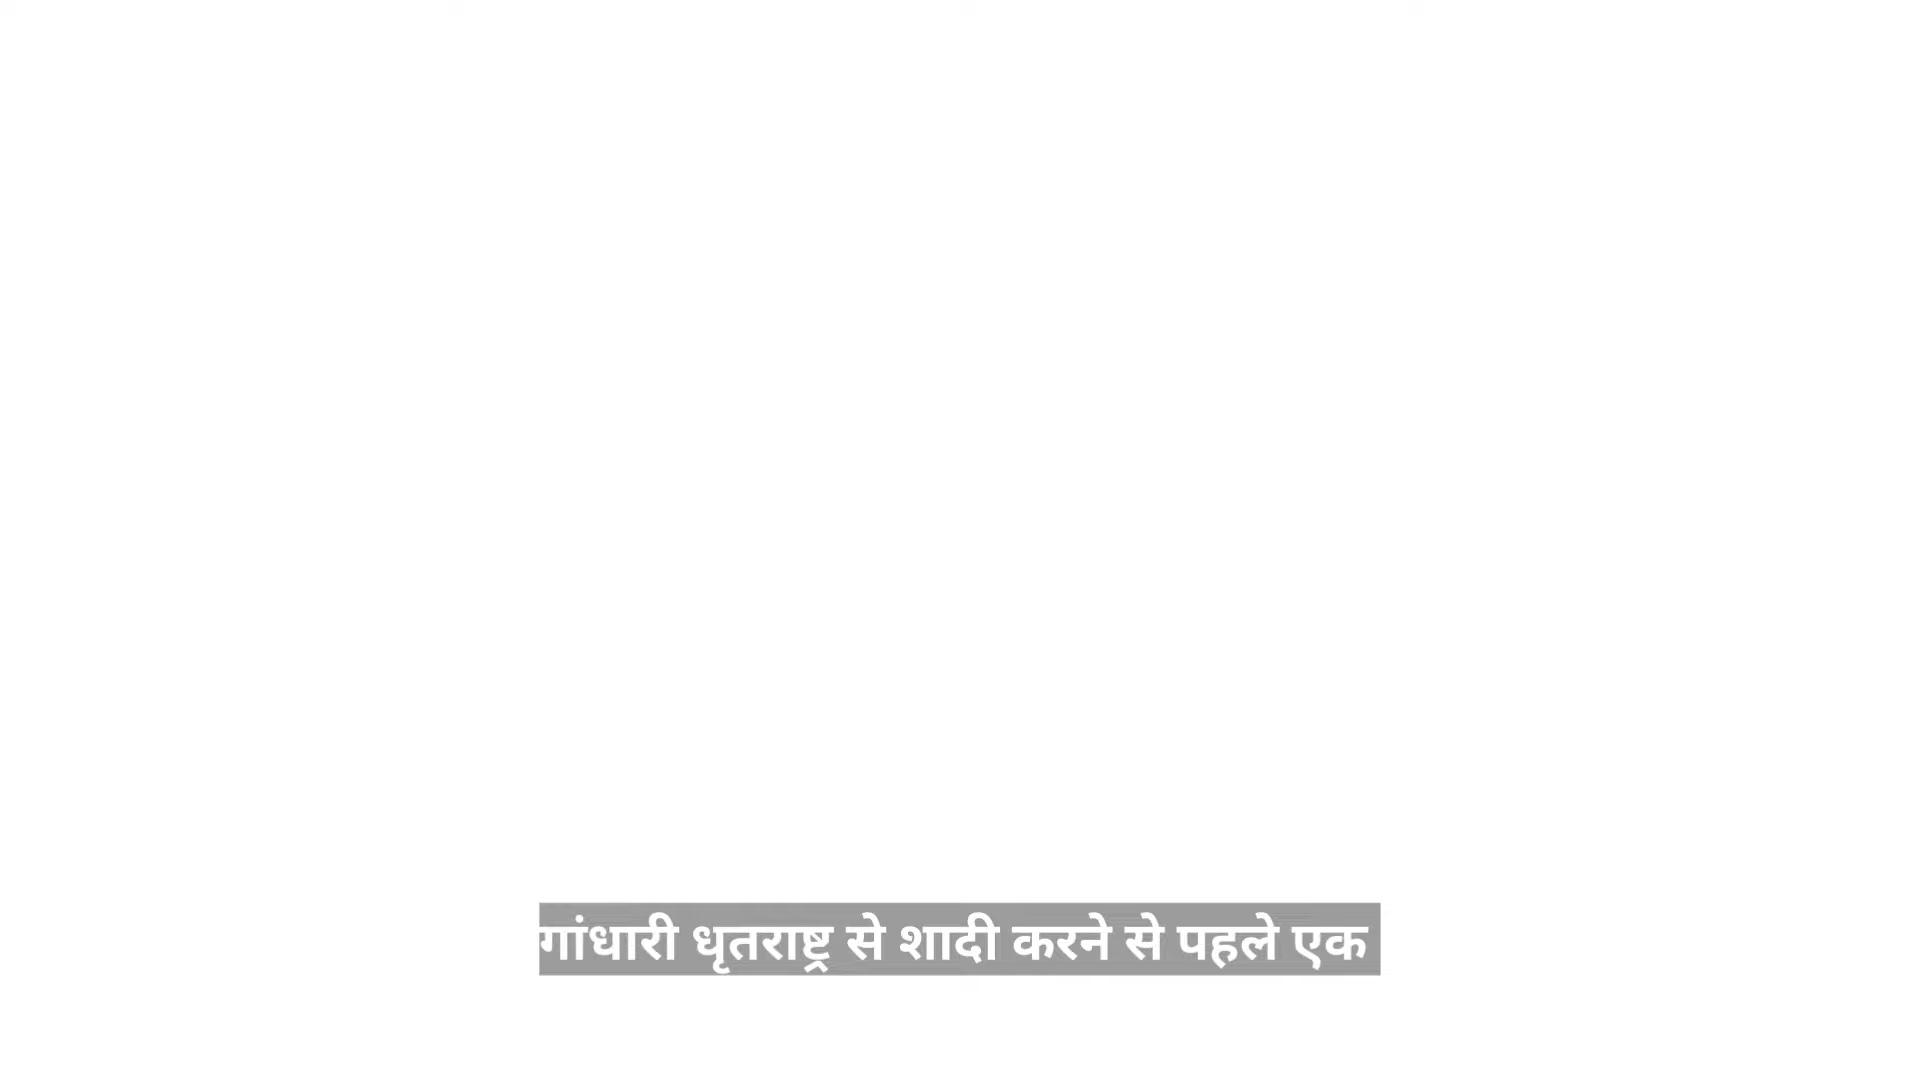 गांधारी धृतराष्ट्र से शादी करने से पहले एक